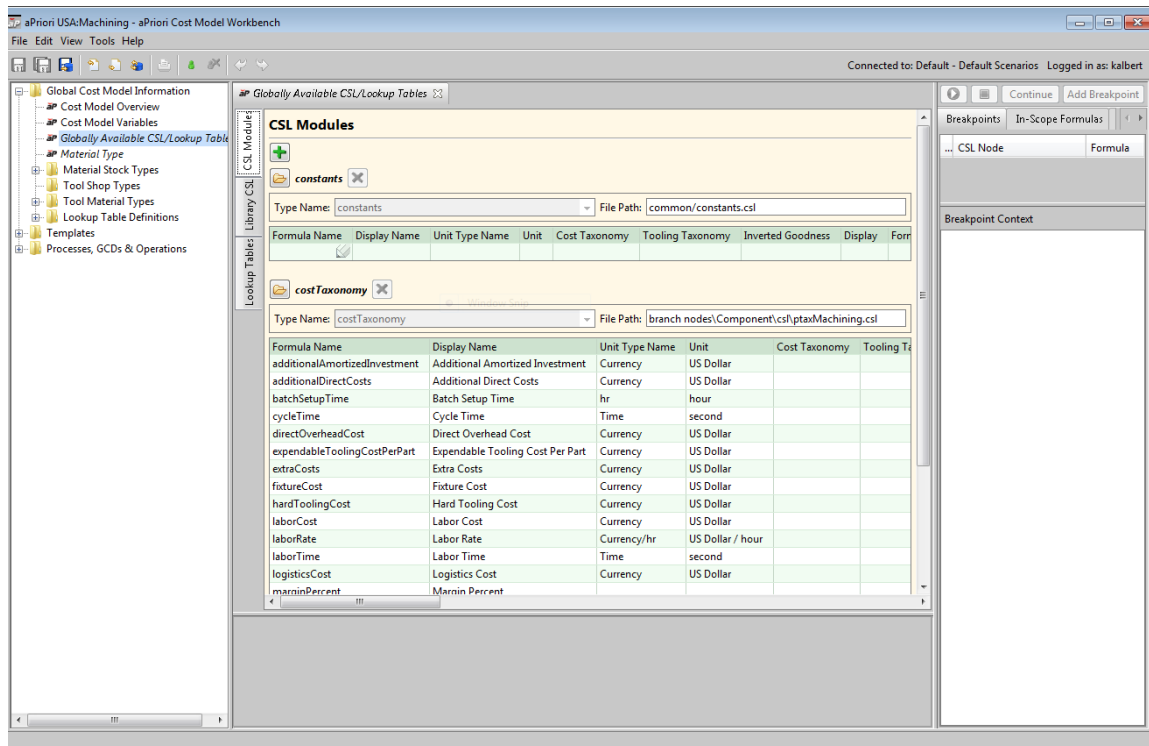 aPriori USA:Machining - aPriori Cost Model Workbench
File Edit View Tools Help
Connected to: Default - Default Scenarios Logged in as: kalbert
Global Cost Model Information
aP Cost Model Overview
aP Cost Model Variables
aP Globally Available CSL/Lookup Table
aP Material Type
Material Stock Types
Tool Shop Types
Tool Material Types
Lookup Table Definitions
Templates
Processes, GCDs & Operations
aP Globally Available CSL/Lookup Tables
CSL Modules
Library CSL
Lookup Tables
CSL Modules
constants
Type Name: constants File Path: common/constants.csl
Formula Name Display Name Unit Type Name Unit Cost Taxonomy Tooling Taxonomy Inverted Goodness Display Forr
costTaxonomy
Window Snip
Type Name: costTaxonomy File Path: branch nodes\Component\csl\ptaxMachining.csl
Formula Name Display Name Unit Type Name Unit Cost Taxonomy Tooling Ta
additionalAmortizedInvestment Additional Amortized Investment Currency US Dollar
additionalDirectCosts Additional Direct Costs Currency US Dollar
batchSetupTime Batch Setup Time hr hour
cycleTime Cycle Time Time second
directOverheadCost Direct Overhead Cost Currency US Dollar
expendableToolingCostPerPart Expendable Tooling Cost Per Part Currency US Dollar
extraCosts Extra Costs Currency US Dollar
fixtureCost Fixture Cost Currency US Dollar
hardToolingCost Hard Tooling Cost Currency US Dollar
laborCost Labor Cost Currency US Dollar
laborRate Labor Rate Currency/hr US Dollar / hour
laborTime Labor Time Time second
logisticsCost Logistics Cost Currency US Dollar
marginPercent Margin Percent
Continue Add Breakpoint
Breakpoints In-Scope Formulas
... CSL Node Formula
Breakpoint Context